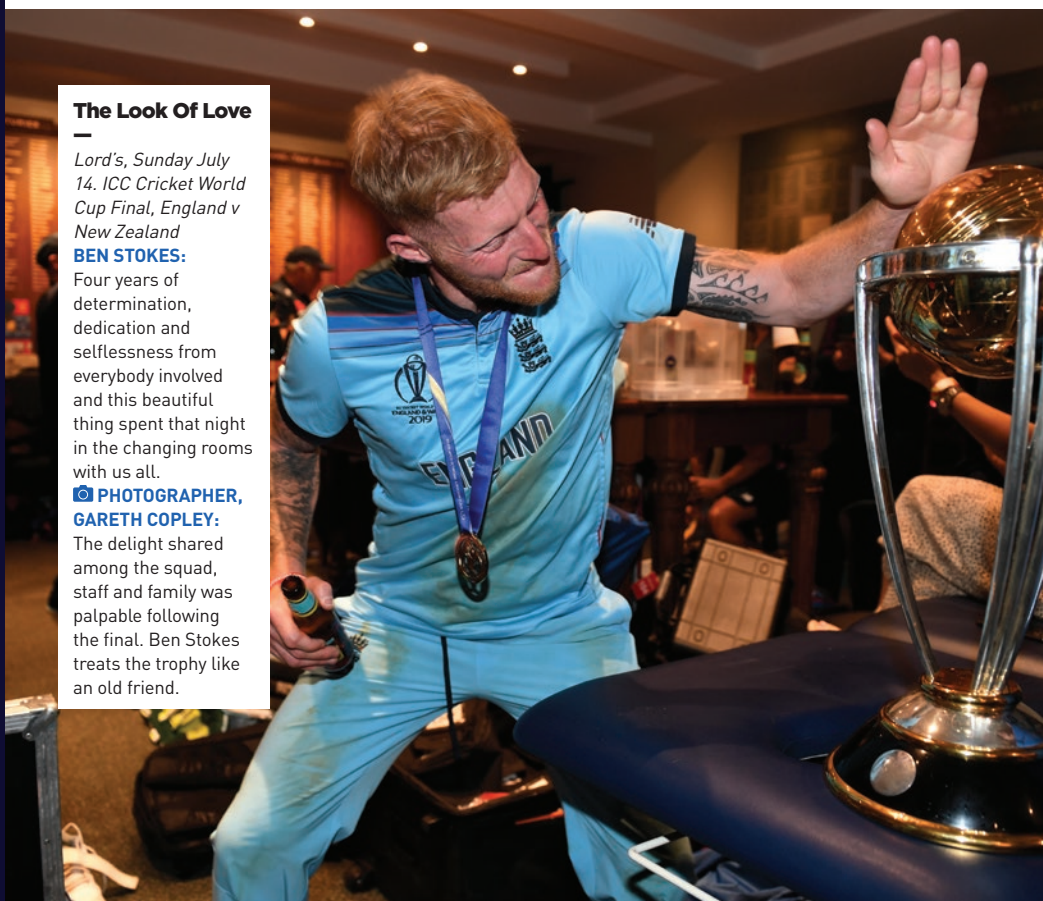 The Look Of Love
—
Lord's, Sunday July
14. ICC Cricket World
Cup Final, England v
New Zealand
BEN STOKES:
Four years of
determination,
dedication and
selflessness from
everybody involved
and this beautiful
thing spent that night
in the changing rooms
with us all.
PHOTOGRAPHER,
GARETH COPLEY:
The delight shared
among the squad,
staff and family was
palpable following
the final. Ben Stokes
treats the trophy like
an old friend.
2019
ENGLAND